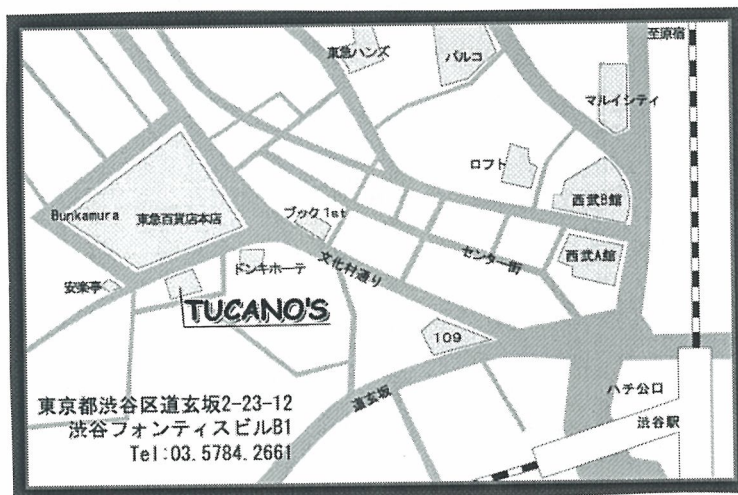 至原宿
東急ハンズ
パルコ
マルイシティ
ロフト
西武B館
Bunkamura
東急百貨店本店
ブック1st
センター街
西武A館
文化村通り
ドンキホーテ
安楽亭
TUCANO'S
109
道玄坂
ハチ公口
渋谷駅
東京都渋谷区道玄坂2-23-12
渋谷フォンティスビルB1
Tel:03.5784.2661